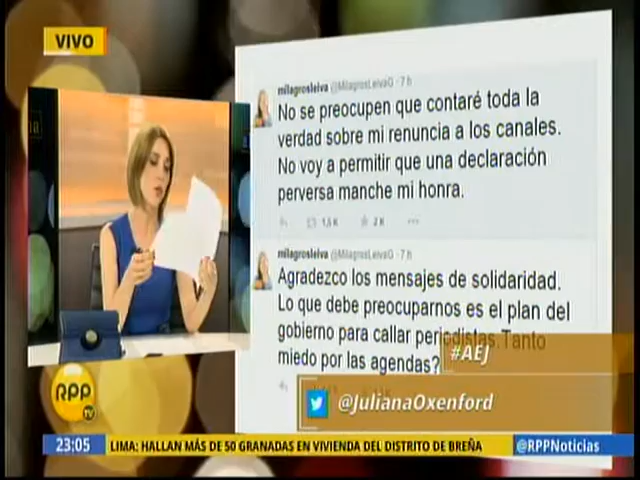 VIVO
milagrosleiva @MilagrosLeivaG · 7 h
No se preocupen que contaré toda la
verdad sobre mi renuncia a los canales.
No voy a permitir que una declaración
perversa manche mi honra.
1,5 K 2 K
milagrosleiva @MilagrosLeivaG · 7 h
Agradezco los mensajes de solidaridad.
Lo que debe preocuparnos es el plan del
gobierno para callar periodistas. Tanto
miedo por las agendas?
#AEJ
@JulianaOxenford
RPP
TV
23:05 LIMA: HALLAN MÁS DE 50 GRANADAS EN VIVIENDA DEL DISTRITO DE BREÑA @RPPNoticias